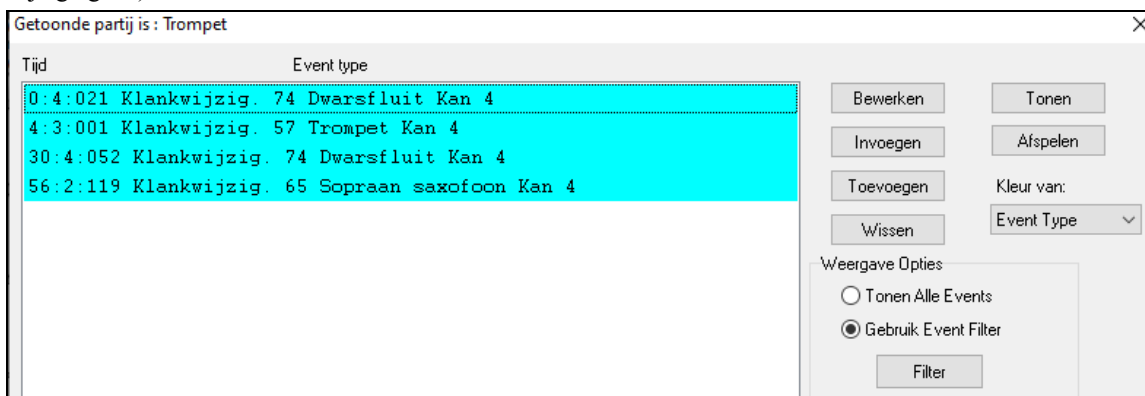 Getoonde partij is : Trompet
Tijd Event type
0:4:021 Klankwijzig. 74 Dwarsfluit Kan 4
4:3:001 Klankwijzig. 57 Trompet Kan 4
30:4:052 Klankwijzig. 74 Dwarsfluit Kan 4
56:2:119 Klankwijzig. 65 Sopraan saxofoon Kan 4
Bewerken Tonen
Invoegen Afspelen
Toevoegen Kleur van:
Wissen Event Type
Weergave Opties
Tonen Alle Events
Gebruik Event Filter
Filter